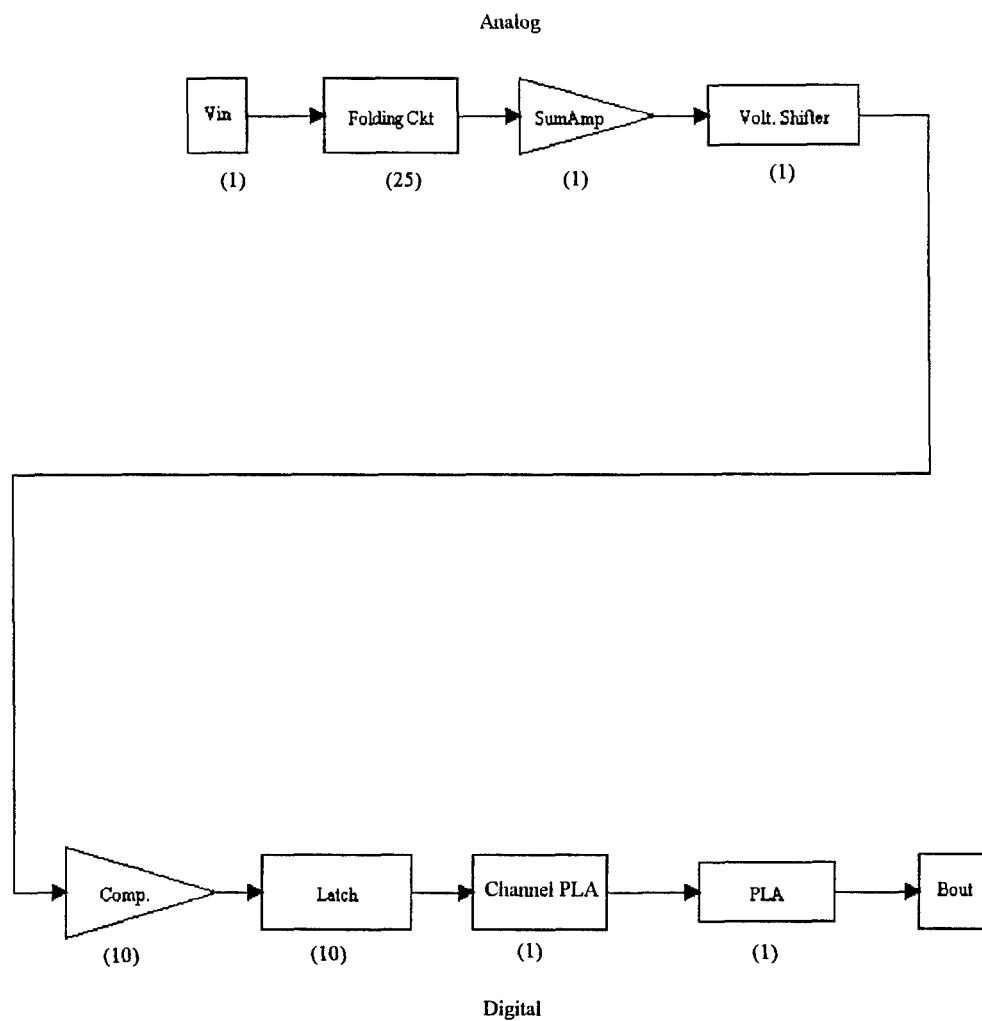 Analog
Vin
Folding Ckt
SumAmp
Volt. Shifter
(1)
(25)
(1)
(1)
Comp.
Latch
Channel PLA
PLA
Bout
(10)
(10)
(1)
(1)
Digital